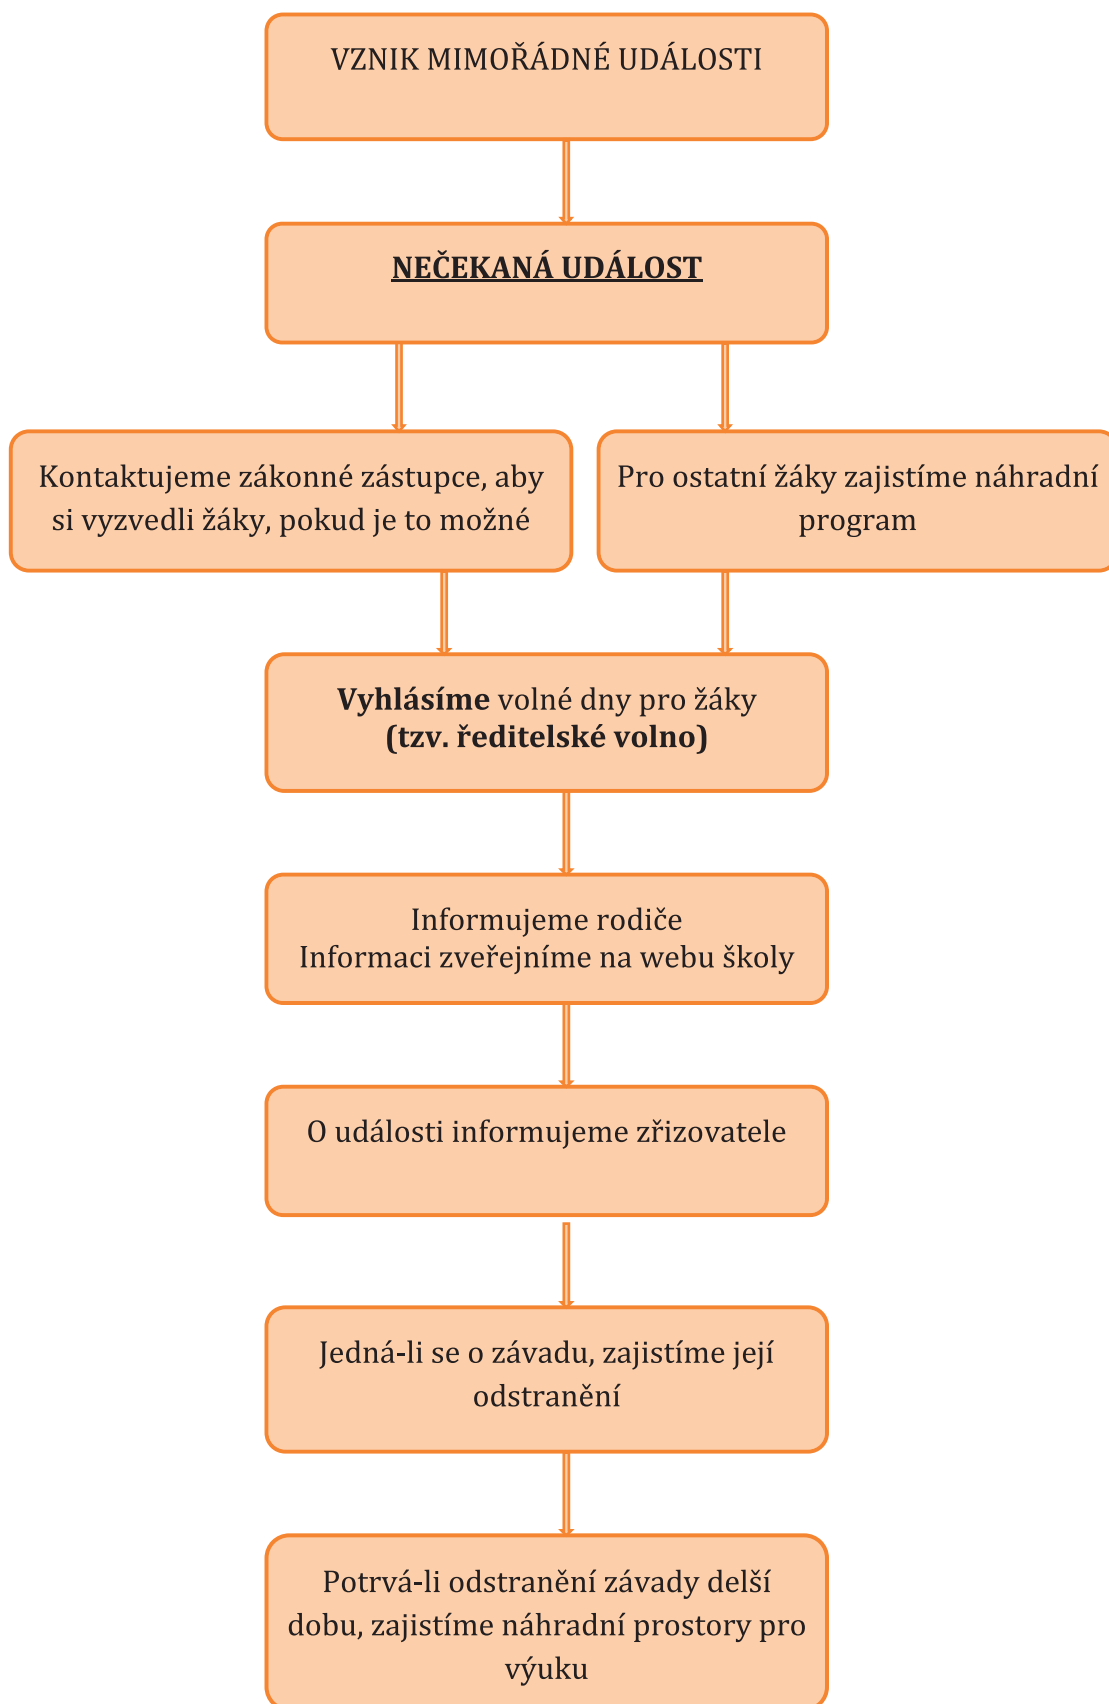 VZNIK MIMOŘÁDNÉ UDÁLOSTI
NEČEKANÁ UDÁLOST
Kontaktujeme zákonné zástupce, aby
si vyzvedli žáky, pokud je to možné
Pro ostatní žáky zajistíme náhradní
program
Vyhlásíme volné dny pro žáky
(tzv. ředitelské volno)
Informujeme rodiče
Informaci zveřejníme na webu školy
O události informujeme zřizovatele
Jedná-li se o závadu, zajistíme její
odstranění
Potrvá-li odstranění závady delší
dobu, zajistíme náhradní prostory pro
výuku